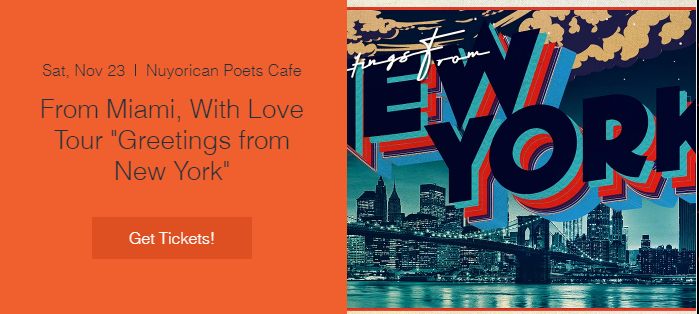 Sat, Nov 23 | Nuyorican Poets Cafe
From Miami, With Love
Tour "Greetings from
New York"
Get Tickets!
tings From
EW
YORK